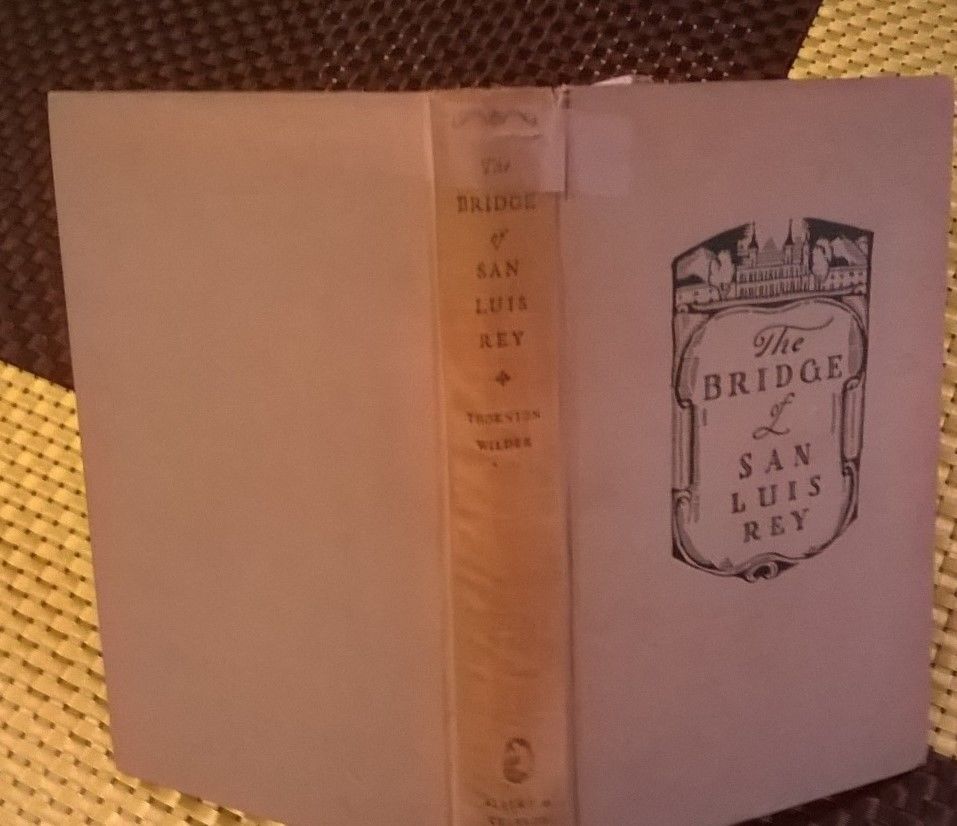 The
BRIDGE
of
SAN
LUIS
REY
THORNTON
WILDER
The
BRIDGE
of
SAN
LUIS
REY